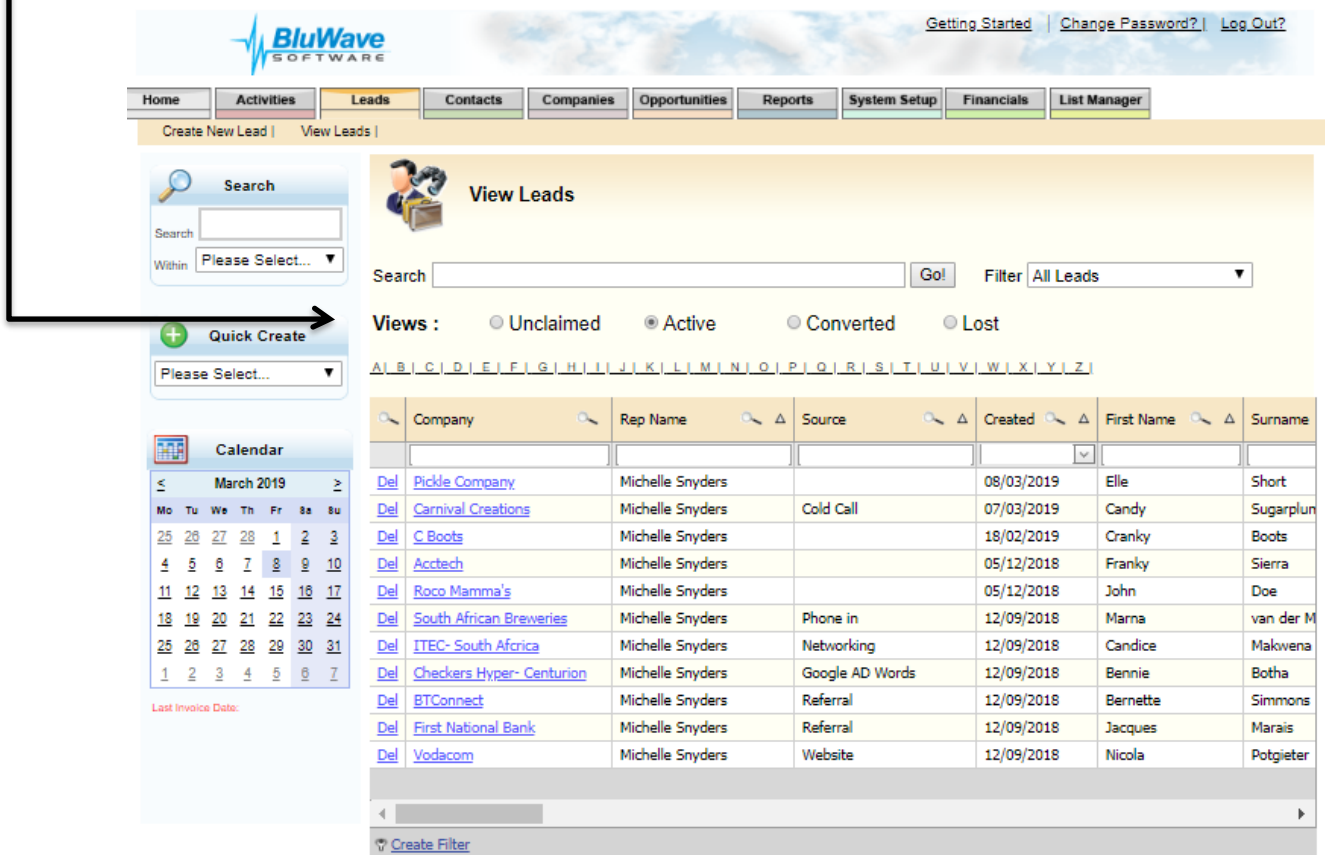 BluWave
SOFTWARE
Getting Started | Change Password? | Log Out?
Home Activities Leads Contacts Companies Opportunities Reports System Setup Financials List Manager
Create New Lead | View Leads |
Search
Search
Within Please Select...
Quick Create
Please Select...
Calendar
< March 2019 >
Mo Tu We Th Fr Sa Su
25 26 27 28 1 2 3
4 5 6 7 8 9 10
11 12 13 14 15 16 17
18 19 20 21 22 23 24
25 26 27 28 29 30 31
1 2 3 4 5 6 7
Last Invoice Date:
View Leads
Search Go! Filter All Leads
Views : Unclaimed Active Converted Lost
A | B | C | D | E | F | G | H | I | J | K | L | M | N | O | P | Q | R | S | T | U | V | W | X | Y | Z |
Company Rep Name Source Created First Name Surname
Del Pickle Company Michelle Snyders 08/03/2019 Elle Short
Del Carnival Creations Michelle Snyders Cold Call 07/03/2019 Candy Sugarplum
Del C Boots Michelle Snyders 18/02/2019 Cranky Boots
Del Acctech Michelle Snyders 05/12/2018 Franky Sierra
Del Roco Mamma's Michelle Snyders 05/12/2018 John Doe
Del South African Breweries Michelle Snyders Phone in 12/09/2018 Marna van der M
Del ITEC- South Afcrica Michelle Snyders Networking 12/09/2018 Candice Makwena
Del Checkers Hyper- Centurion Michelle Snyders Google AD Words 12/09/2018 Bennie Botha
Del BTConnect Michelle Snyders Referral 12/09/2018 Bernette Simmons
Del First National Bank Michelle Snyders Referral 12/09/2018 Jacques Marais
Del Vodacom Michelle Snyders Website 12/09/2018 Nicola Potgieter
Create Filter